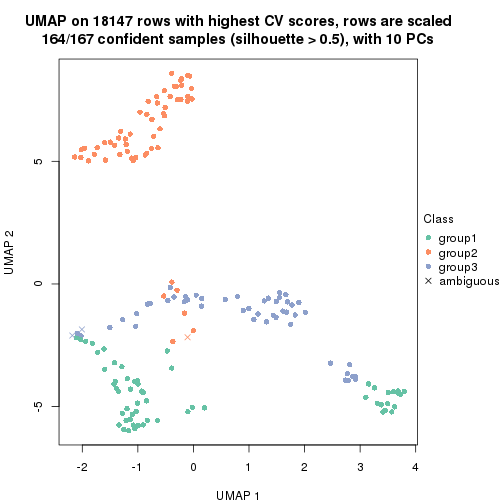 UMAP on 18147 rows with highest CV scores, rows are scaled
164/167 confident samples (silhouette > 0.5), with 10 PCs
5
0
-5
UMAP 2
-2
-1
0
1
2
3
4
UMAP 1
Class
group1
group2
group3
ambiguous